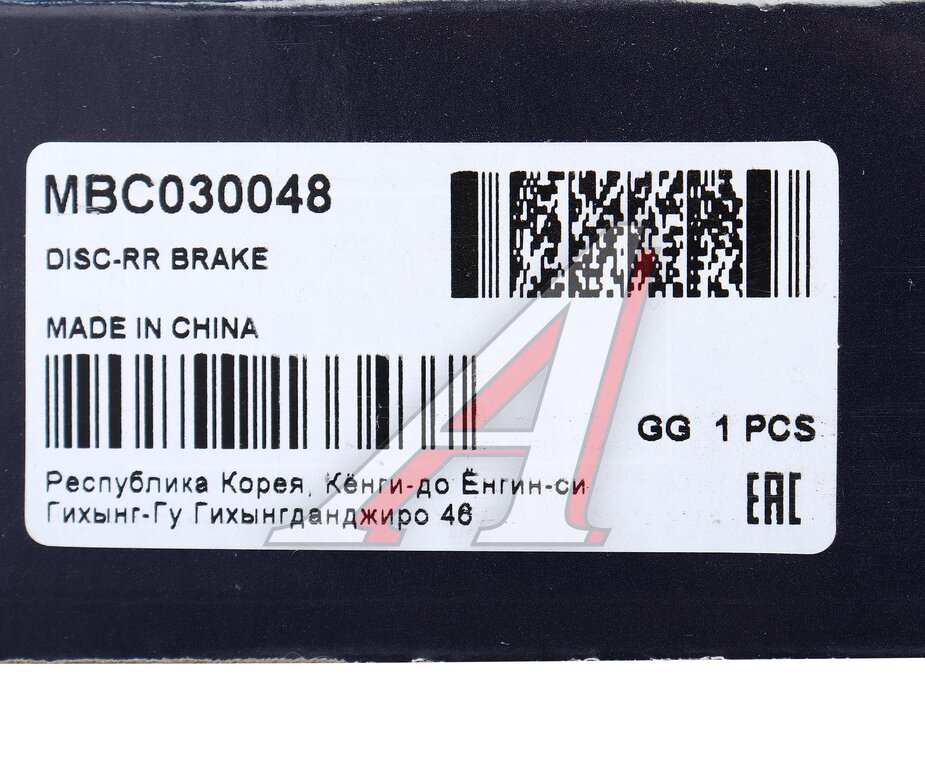 MBC030048
DISC-RR BRAKE
MADE IN CHINA
GG 1 PCS
Республика Корея, Кёнги-до Ёнгин-си
Гихынг-Гу Гихынгданджиро 46
EAC